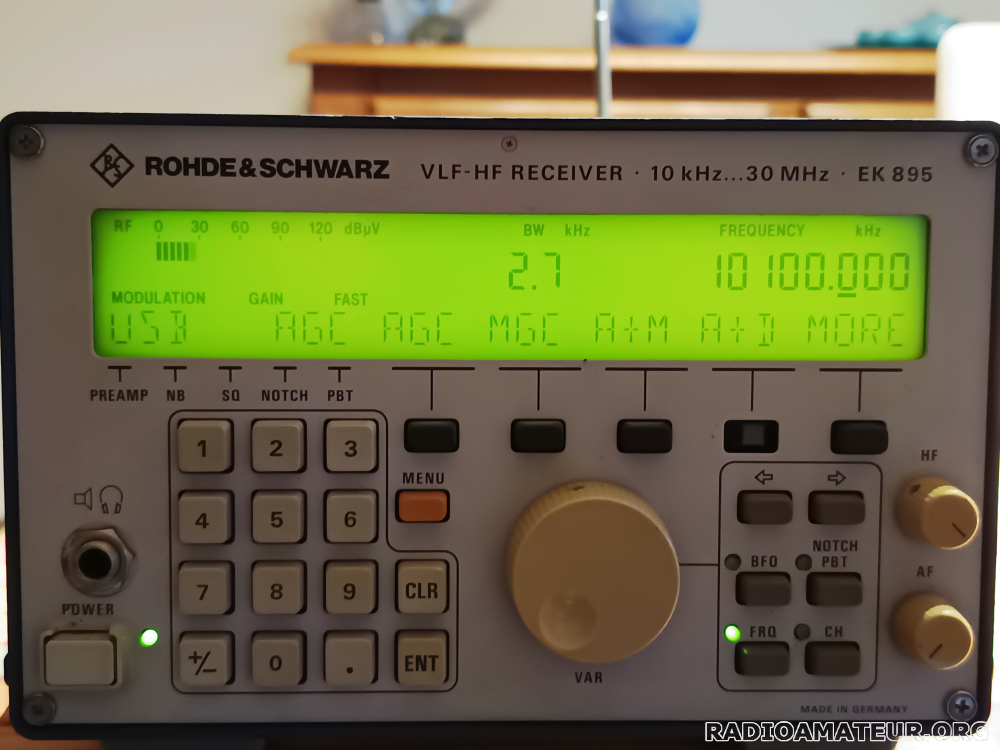 R&S ROHDE & SCHWARZ VLF-HF RECEIVER · 10 kHz...30 MHz · EK 895
RF 0 30 60 90 120 dBµV BW kHz FREQUENCY kHz
2.7 10 100.000
MODULATION GAIN FAST
USB AGC AGC MGC A+M A+D MORE
PREAMP NB SQ NOTCH PBT
1 2 3
MENU
4 5 6
7 8 9 CLR
+/- 0 . ENT
POWER
VAR
HF
NOTCH
BFO PBT
AF
FRQ CH
MADE IN GERMANY
RADIOAMATEUR.ORG